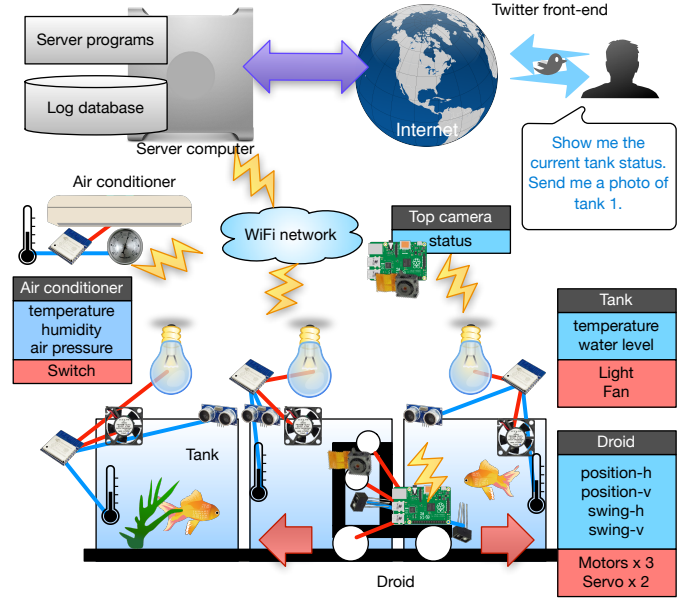 Twitter front-end
Server programs
Log database
Server computer
Internet
Show me the
current tank status.
Send me a photo of
tank 1.
Air conditioner
WiFi network
Top camera
status
Air conditioner
temperature
humidity
air pressure
Switch
Tank
temperature
water level
Light
Fan
Tank
Droid
position-h
position-v
swing-h
swing-v
Motors x 3
Servo x 2
Droid